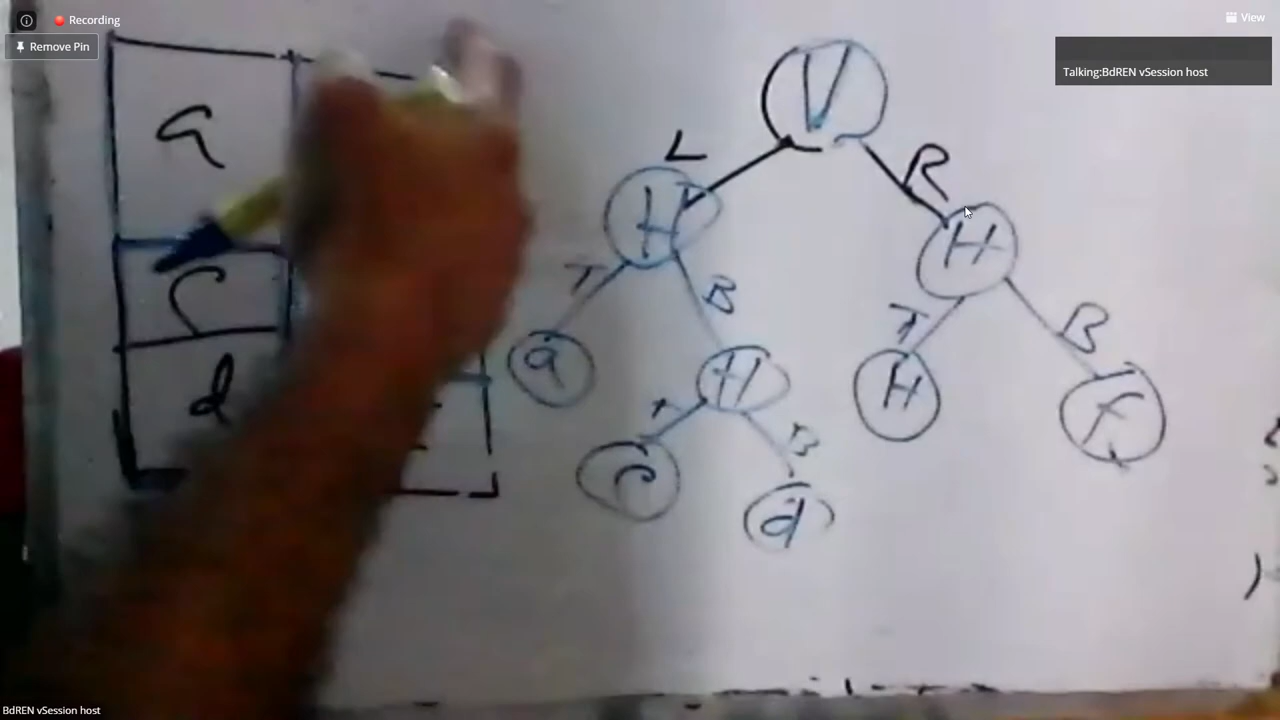 Recording
View
Remove Pin
Talking:BdREN vSession host
V
L
R
a
H
H
T
B
T
B
c
a
H
H
f
d
T
B
c
d
BdREN vSession host